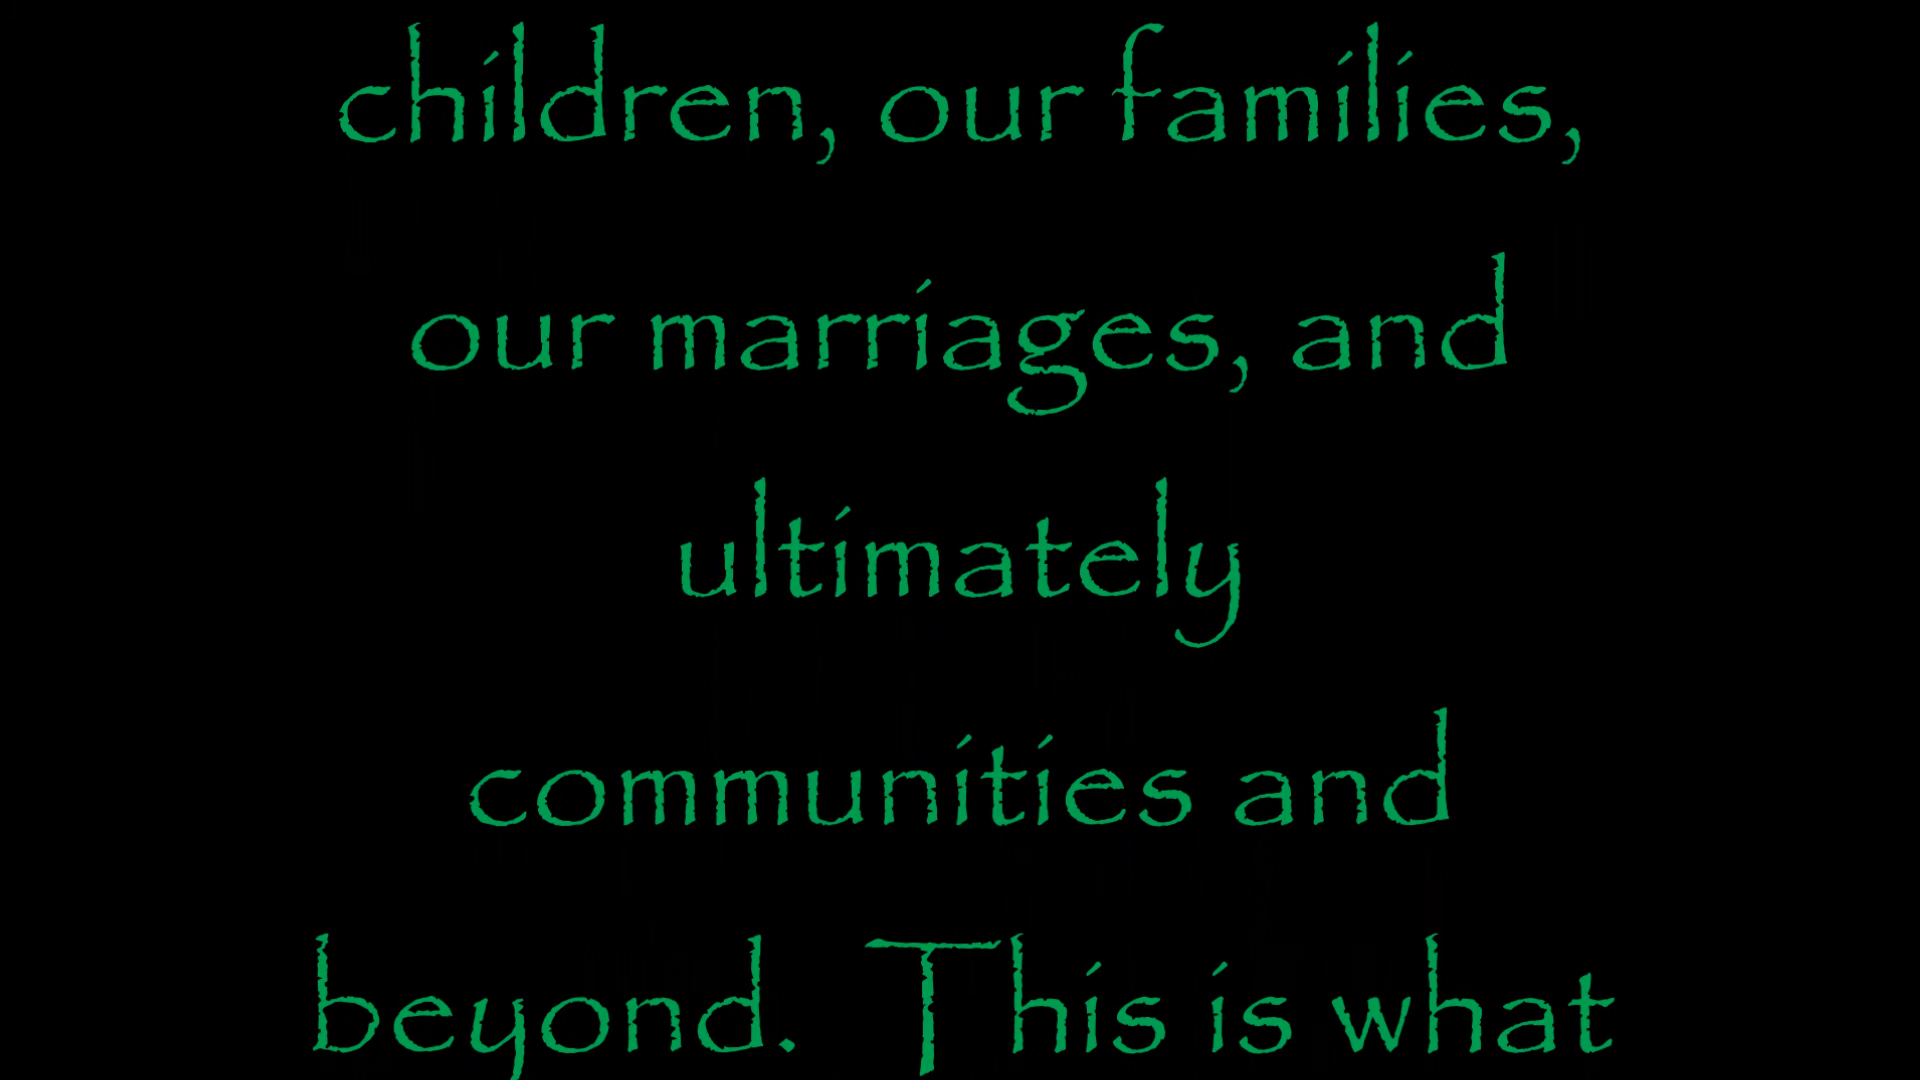 children, our families,
our marriages, and
ultimately
communities and
beyond.  This is what